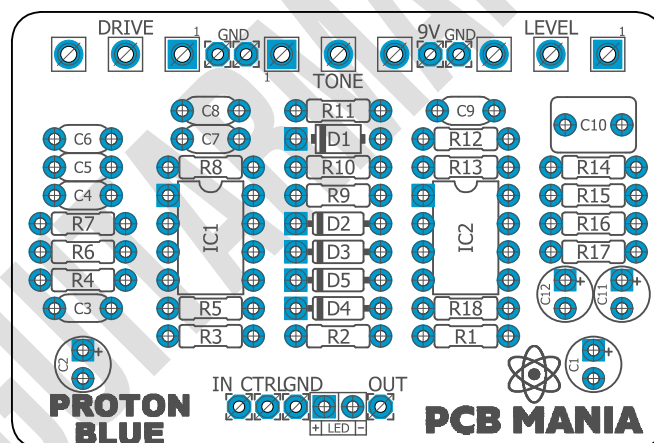 DRIVE 1 GND 9V GND LEVEL 1
1 TONE
C8 R11 C9
C6 C7 D1 R12 C10
C5 R8 R10 R13 R14
C4 R9 R15
R7 IC1 D2 IC2 R16
R6 D3 R17
R4 D5 C12 C11
C3 R5 D4 R18
R3 R2 R1
C2 + C1 +
IN CTRL GND OUT
+ LED -
PROTON
BLUE
PCB MANIA